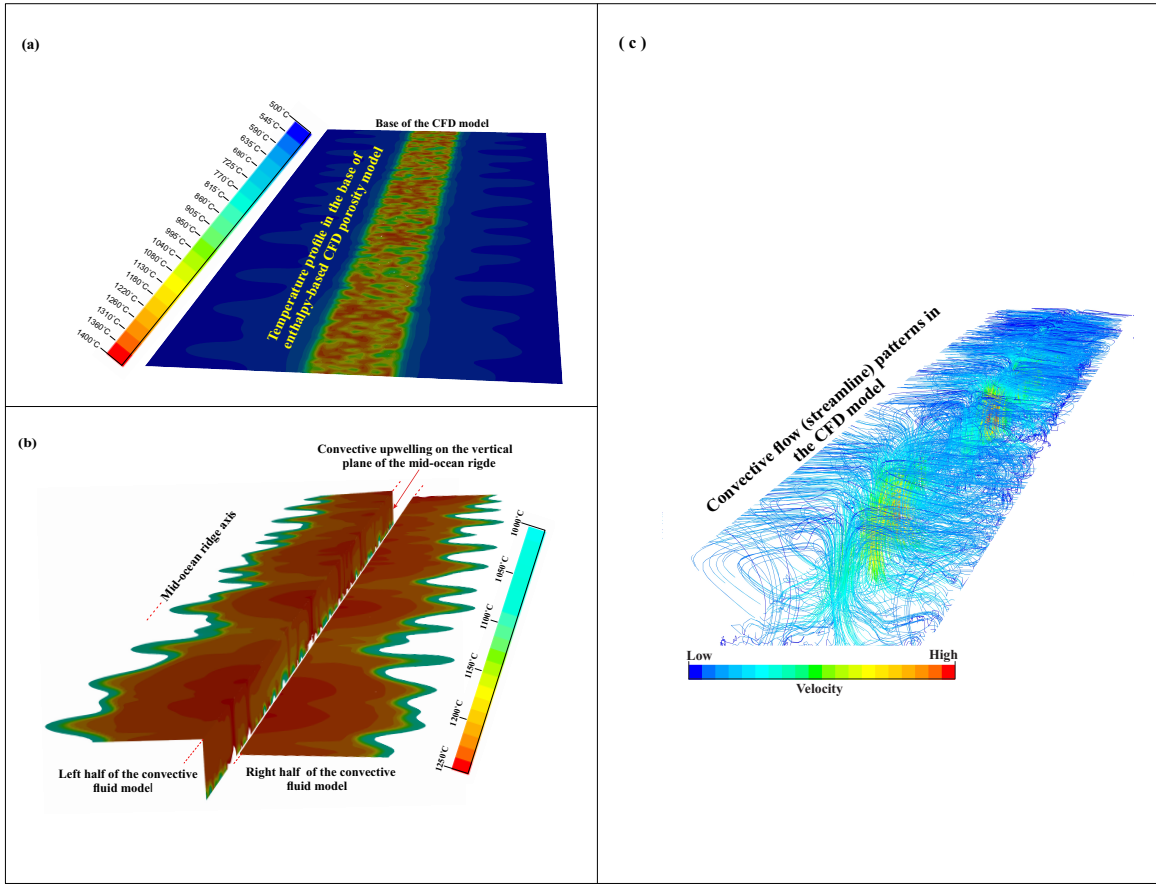 (a)
Base of the CFD model
500˚C
545˚C
590˚C
635˚C
680˚C
725˚C
770˚C
815˚C
860˚C
905˚C
950˚C
995˚C
1040˚C
1080˚C
1130˚C
1180˚C
1220˚C
1260˚C
1310˚C
1360˚C
1400˚C
Temperature profile in the base of
enthalpy-based CFD porosity model
(b)
Convective upwelling on the vertical
plane of the mid-ocean rigde
Mid-ocean ridge axis
1000˚C
1050˚C
1100˚C
1150˚C
1200˚C
1250˚C
Left half of the convective
fluid model
Right half of the convective
fluid model
( c )
Convective flow (streamline) patterns in
the CFD model
Low
High
Velocity